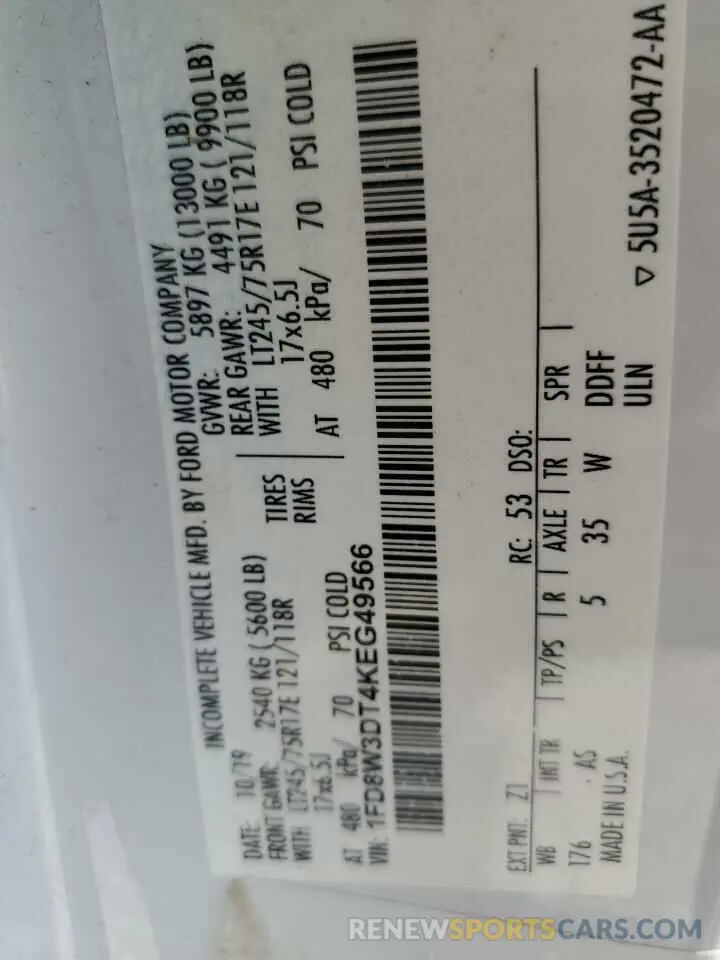 INCOMPLETE VEHICLE MFD. BY FORD MOTOR COMPANY
DATE: 10/19 GVWR: 5897 KG (13000 LB)
FRONT GAWR: 2540 KG ( 5600 LB) REAR GAWR: 4491 KG ( 9900 LB)
WITH LT245/75R17E 121/118R TIRES WITH LT245/75R17E 121/118R
17x6.5J RIMS 17x6.5J
AT 480 kPa/ 70 PSI COLD AT 480 kPa/ 70 PSI COLD
VIN: 1FD8W3DT4KEG49566
EXT PNT: Z1 RC: 53 DSO:
WB INT TR TP/PS R AXLE TR SPR
176 AS 5 35 W DDFF
MADE IN U.S.A. ULN
▽ 5U5A-3520472-AA
RENEWSPORTSCARS.COM